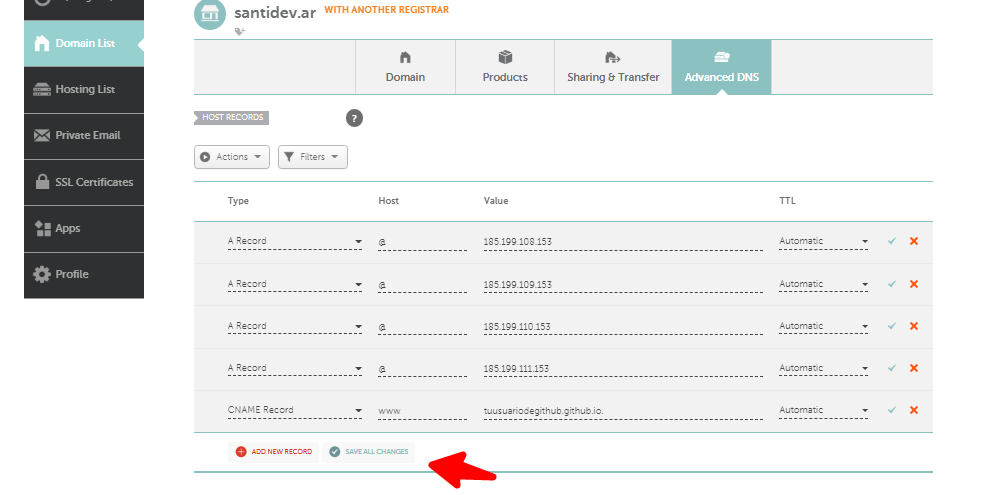 santidev.ar WITH ANOTHER REGISTRAR
Domain List
Hosting List
Private Email
SSL Certificates
Apps
Profile
Domain Products Sharing & Transfer Advanced DNS
HOST RECORDS ?
Actions Filters
Type Host Value TTL
A Record @ 185.199.108.153 Automatic
A Record @ 185.199.109.153 Automatic
A Record @ 185.199.110.153 Automatic
A Record @ 185.199.111.153 Automatic
CNAME Record www tuusuariodegithub.github.io. Automatic
ADD NEW RECORD SAVE ALL CHANGES